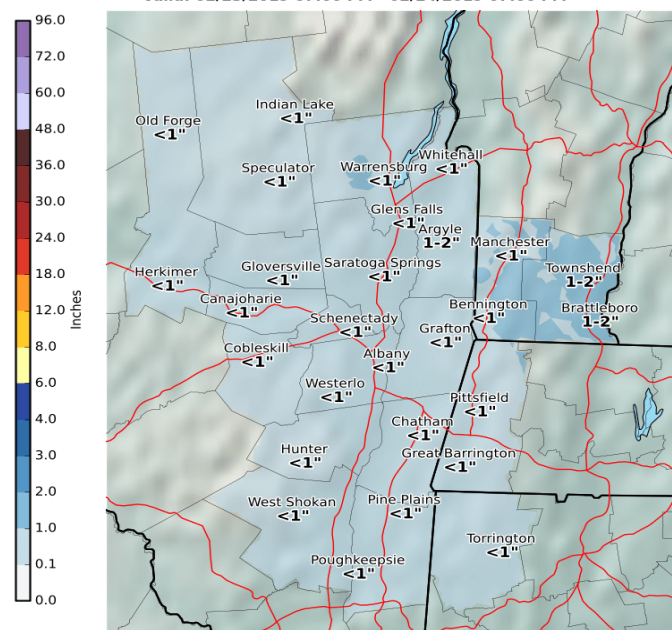 96.0
72.0
60.0
48.0
36.0
30.0
24.0
18.0
12.0
8.0
6.0
4.0
3.0
2.0
1.0
0.1
0.0
Inches
Indian Lake
<1"
Old Forge
<1"
Whitehall
<1"
Warrensburg
<1"
Speculator
<1"
Glens Falls
<1"
Argyle
1-2"
Manchester
<1"
Saratoga Springs
<1"
Gloversville
<1"
Herkimer
<1"
Townshend
1-2"
Canajoharie
<1"
Bennington
<1"
Brattleboro
1-2"
Schenectady
<1"
Grafton
<1"
Cobleskill
<1"
Albany
<1"
Westerlo
<1"
Pittsfield
<1"
Chatham
<1"
Hunter
<1"
Great Barrington
<1"
West Shokan
<1"
Pine Plains
<1"
Torrington
<1"
Poughkeepsie
<1"